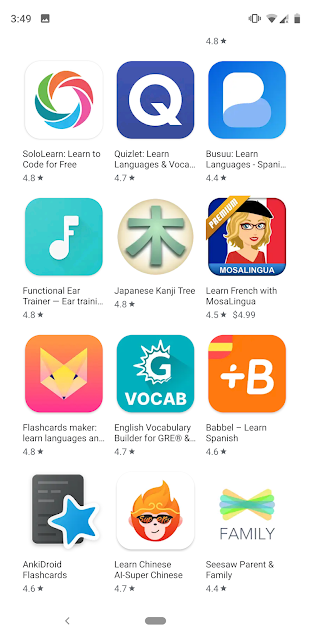 3:49
4.8 ★
SoloLearn: Learn to
Code for Free
4.8 ★
Q
Quizlet: Learn
Languages & Voca...
4.7 ★
Busuu: Learn
Languages - Spani...
4.4 ★
Functional Ear
Trainer — Ear traini...
4.8 ★
木
Japanese Kanji Tree
4.8 ★
PREMIUM
MOSALINGUA
Learn French with
MosaLingua
4.5 ★ $4.99
Flashcards maker:
learn languages an...
4.8 ★
G
VOCAB
English Vocabulary
Builder for GRE® &...
4.7 ★
+B
Babbel – Learn
Spanish
4.6 ★
AnkiDroid
Flashcards
4.6 ★
Learn Chinese
AI-Super Chinese
4.7 ★
FAMILY
Seesaw Parent &
Family
4.4 ★